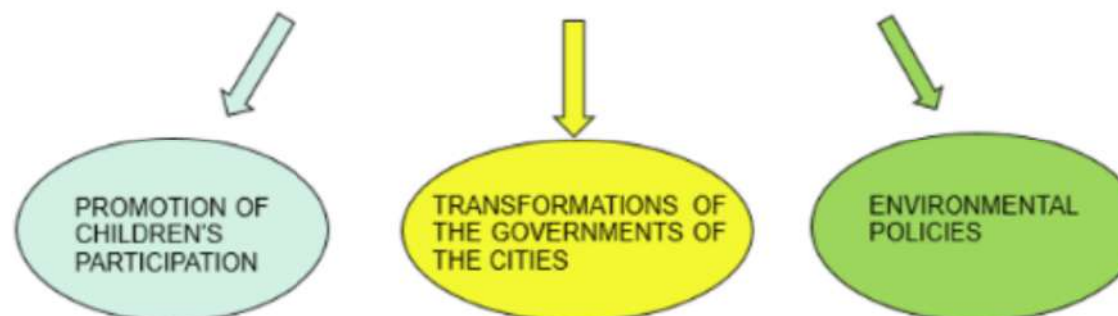 PROMOTION OF
CHILDREN'S
PARTICIPATION
TRANSFORMATIONS OF
THE GOVERNMENTS OF
THE CITIES
ENVIRONMENTAL
POLICIES